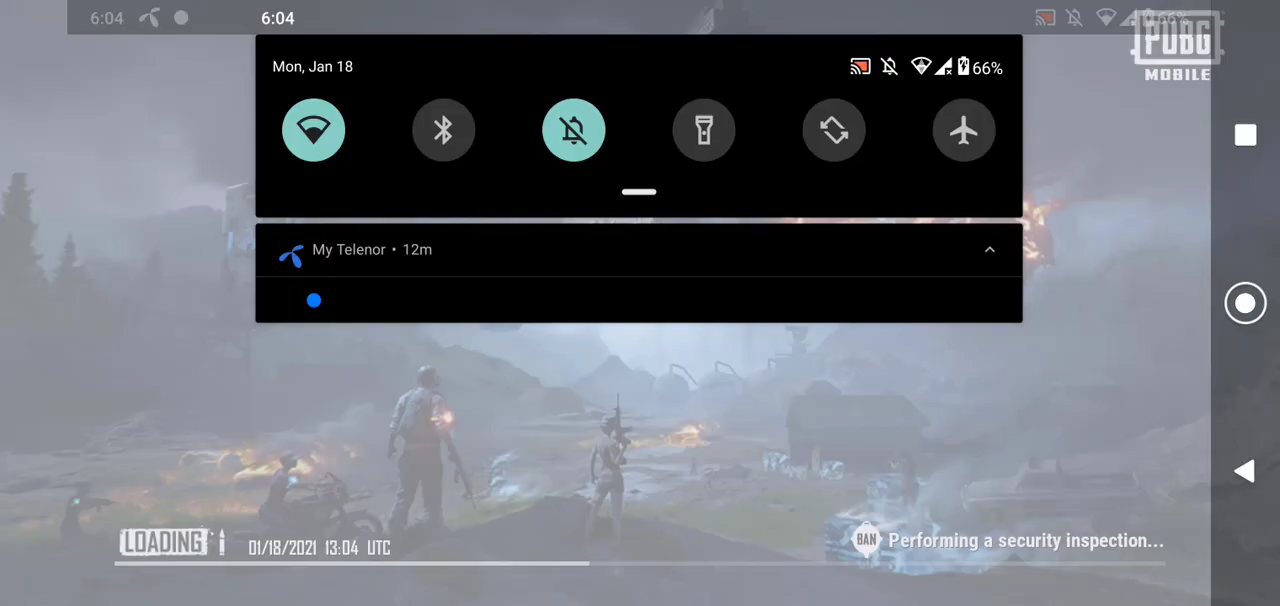 6:04
6:04
66%
PUBG
MOBILE
Mon, Jan 18
66%
My Telenor • 12m
LOADING
01/18/2021 13:04 UTC
BAN
Performing a security inspection...